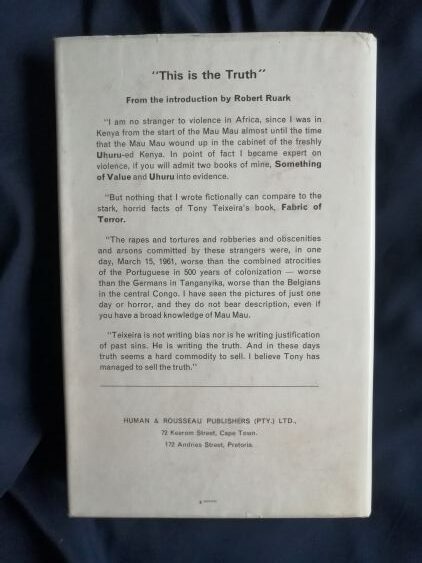 "This is the Truth"
From the introduction by Robert Ruark
"I am no stranger to violence in Africa, since I was in
Kenya from the start of the Mau Mau almost until the time
that the Mau Mau wound up in the cabinet of the freshly
Uhuru-ed Kenya. In point of fact I became expert on
violence, if you will admit two books of mine, Something
of Value and Uhuru into evidence.
"But nothing that I wrote fictionally can compare to the
stark, horrid facts of Tony Teixeira's book, Fabric of
Terror.
"The rapes and tortures and robberies and obscenities
and arsons committed by these strangers were, in one
day, March 15, 1961, worse than the combined atrocities
of the Portuguese in 500 years of colonization — worse
than the Germans in Tanganyika, worse than the Belgians
in the central Congo. I have seen the pictures of just one
day or horror, and they do not bear description, even if
you have a broad knowledge of Mau Mau.
"Teixeira is not writing bias nor is he writing justification
of past sins. He is writing the truth. And in these days
truth seems a hard commodity to sell. I believe Tony has
managed to sell the truth."
HUMAN & ROUSSEAU PUBLISHERS (PTY.) LTD.,
72 Keerom Street, Cape Town.
172 Andries Street, Pretoria.